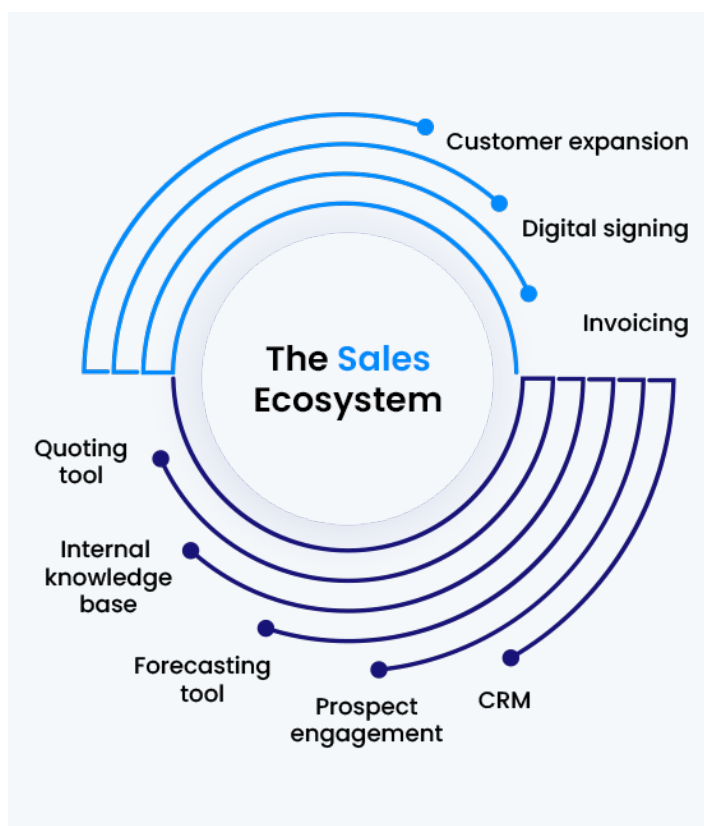 Customer expansion
Digital signing
Invoicing
The Sales
Ecosystem
Quoting
tool
Internal
knowledge
base
Forecasting
tool
Prospect
engagement
CRM